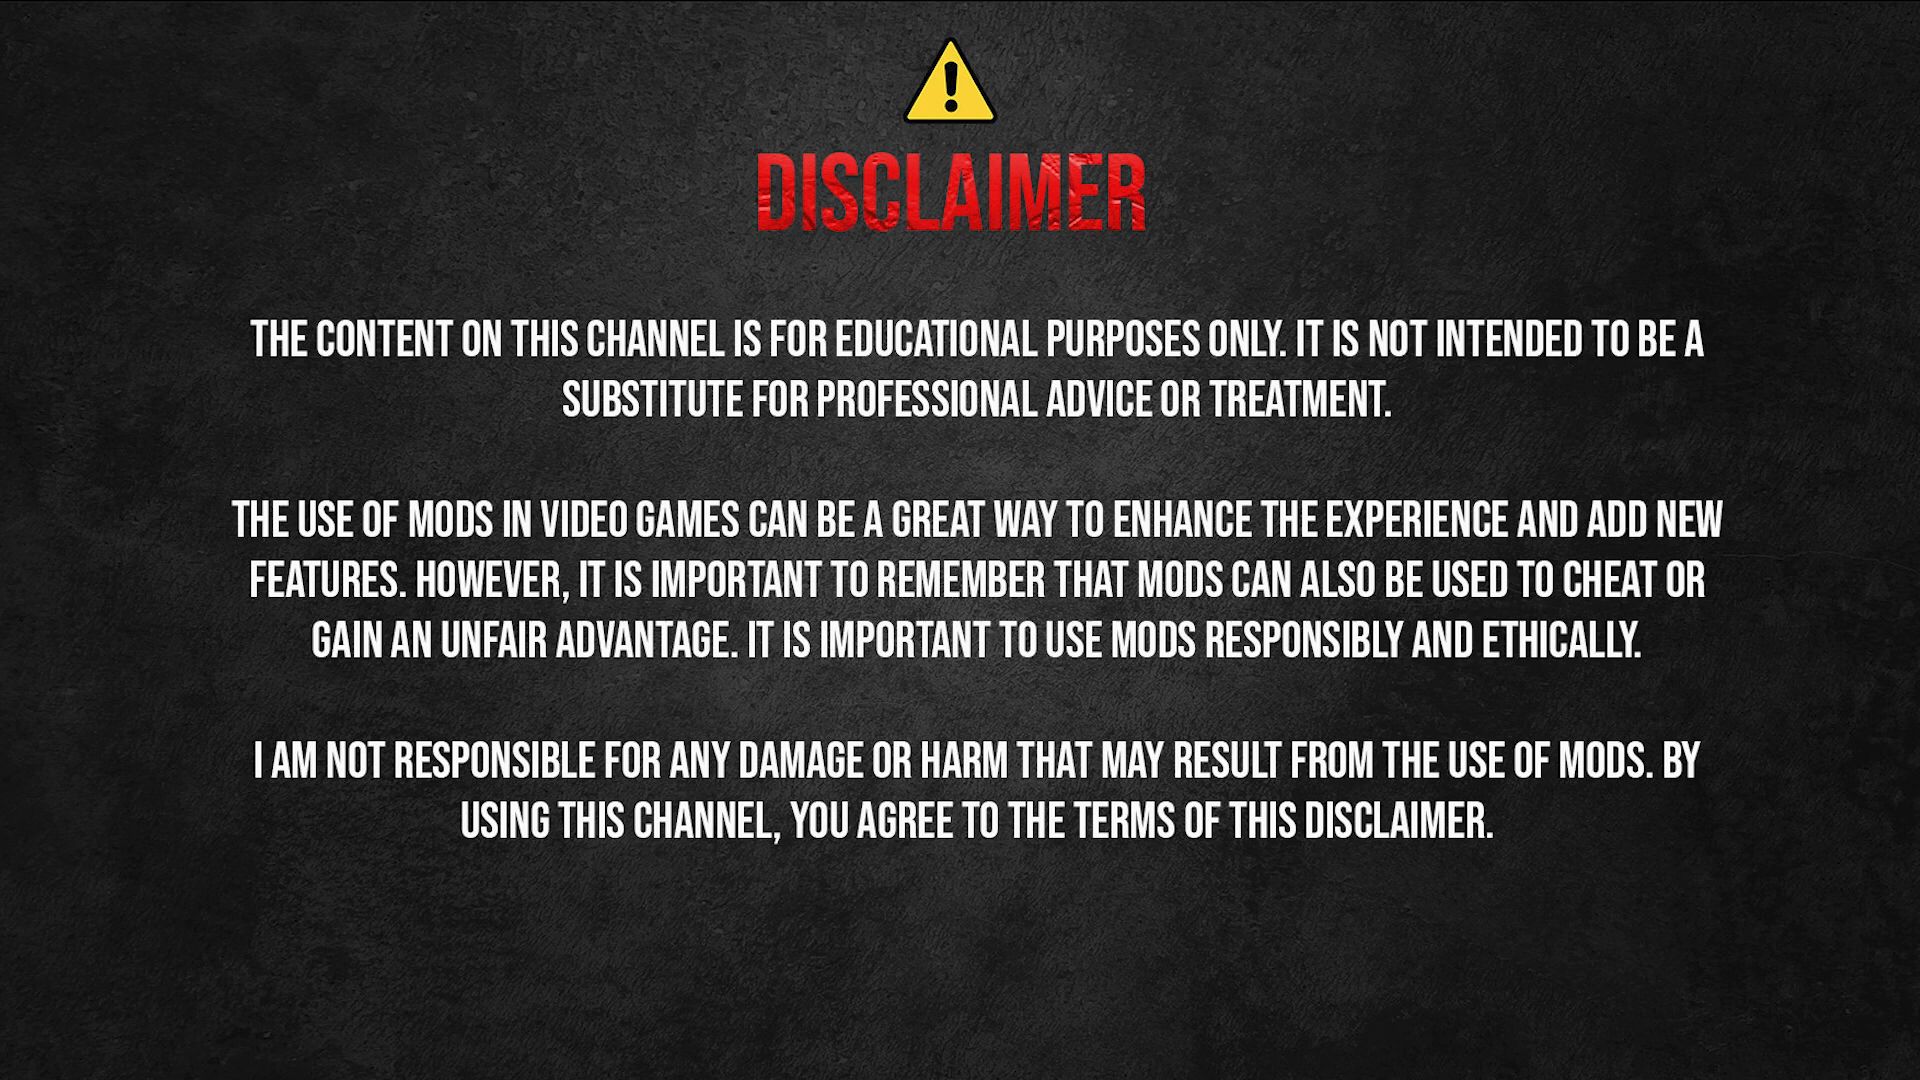 DISCLAIMER
THE CONTENT ON THIS CHANNEL IS FOR EDUCATIONAL PURPOSES ONLY. IT IS NOT INTENDED TO BE A
SUBSTITUTE FOR PROFESSIONAL ADVICE OR TREATMENT.
THE USE OF MODS IN VIDEO GAMES CAN BE A GREAT WAY TO ENHANCE THE EXPERIENCE AND ADD NEW
FEATURES. HOWEVER, IT IS IMPORTANT TO REMEMBER THAT MODS CAN ALSO BE USED TO CHEAT OR
GAIN AN UNFAIR ADVANTAGE. IT IS IMPORTANT TO USE MODS RESPONSIBLY AND ETHICALLY.
I AM NOT RESPONSIBLE FOR ANY DAMAGE OR HARM THAT MAY RESULT FROM THE USE OF MODS. BY
USING THIS CHANNEL, YOU AGREE TO THE TERMS OF THIS DISCLAIMER.